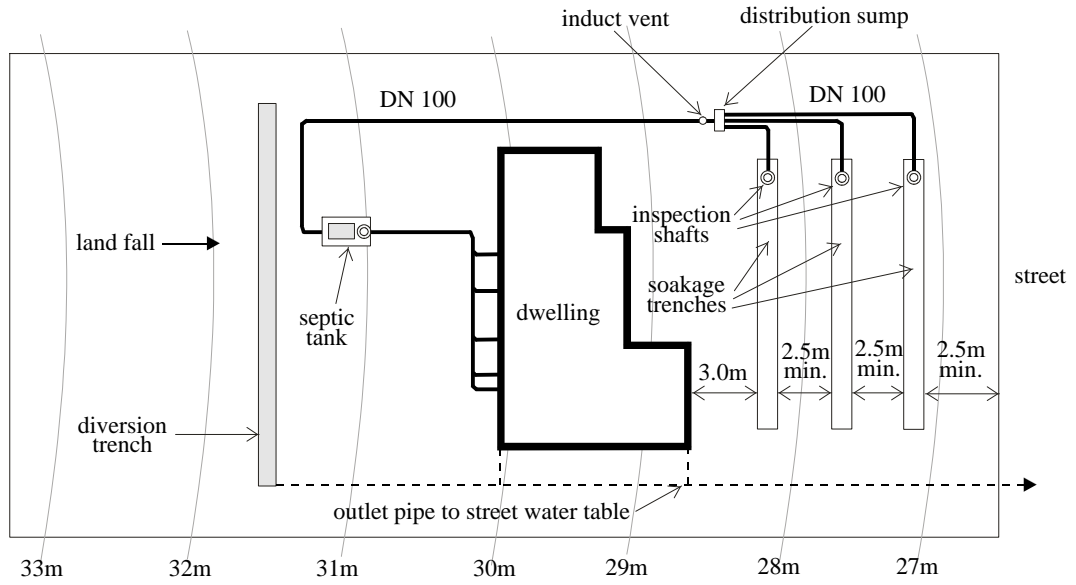 induct vent
distribution sump
DN 100
DN 100
land fall
inspection
shafts
septic
tank
dwelling
soakage
trenches
street
3.0m
2.5m
min.
2.5m
min.
2.5m
min.
diversion
trench
outlet pipe to street water table
33m
32m
31m
30m
29m
28m
27m